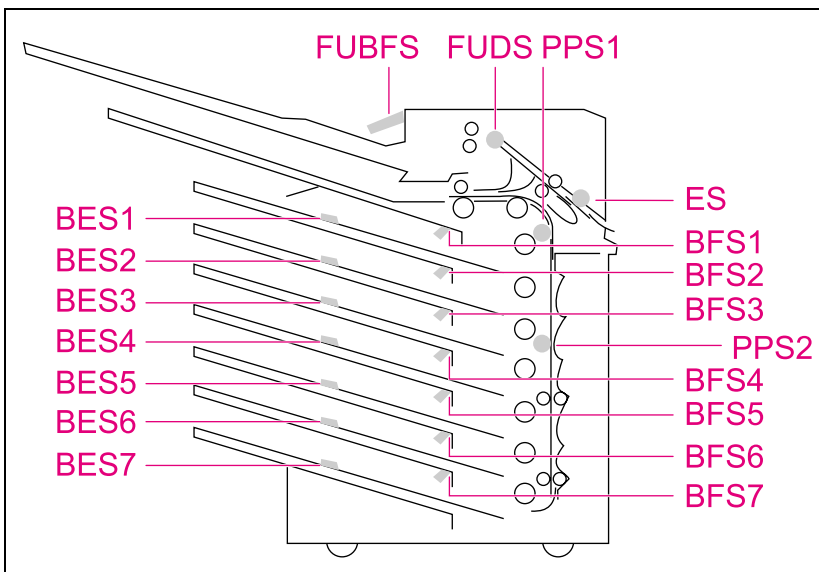 FUBFS FUDS PPS1
ES
BES1
BES2
BES3
BES4
BES5
BES6
BES7
BFS1
BFS2
BFS3
PPS2
BFS4
BFS5
BFS6
BFS7